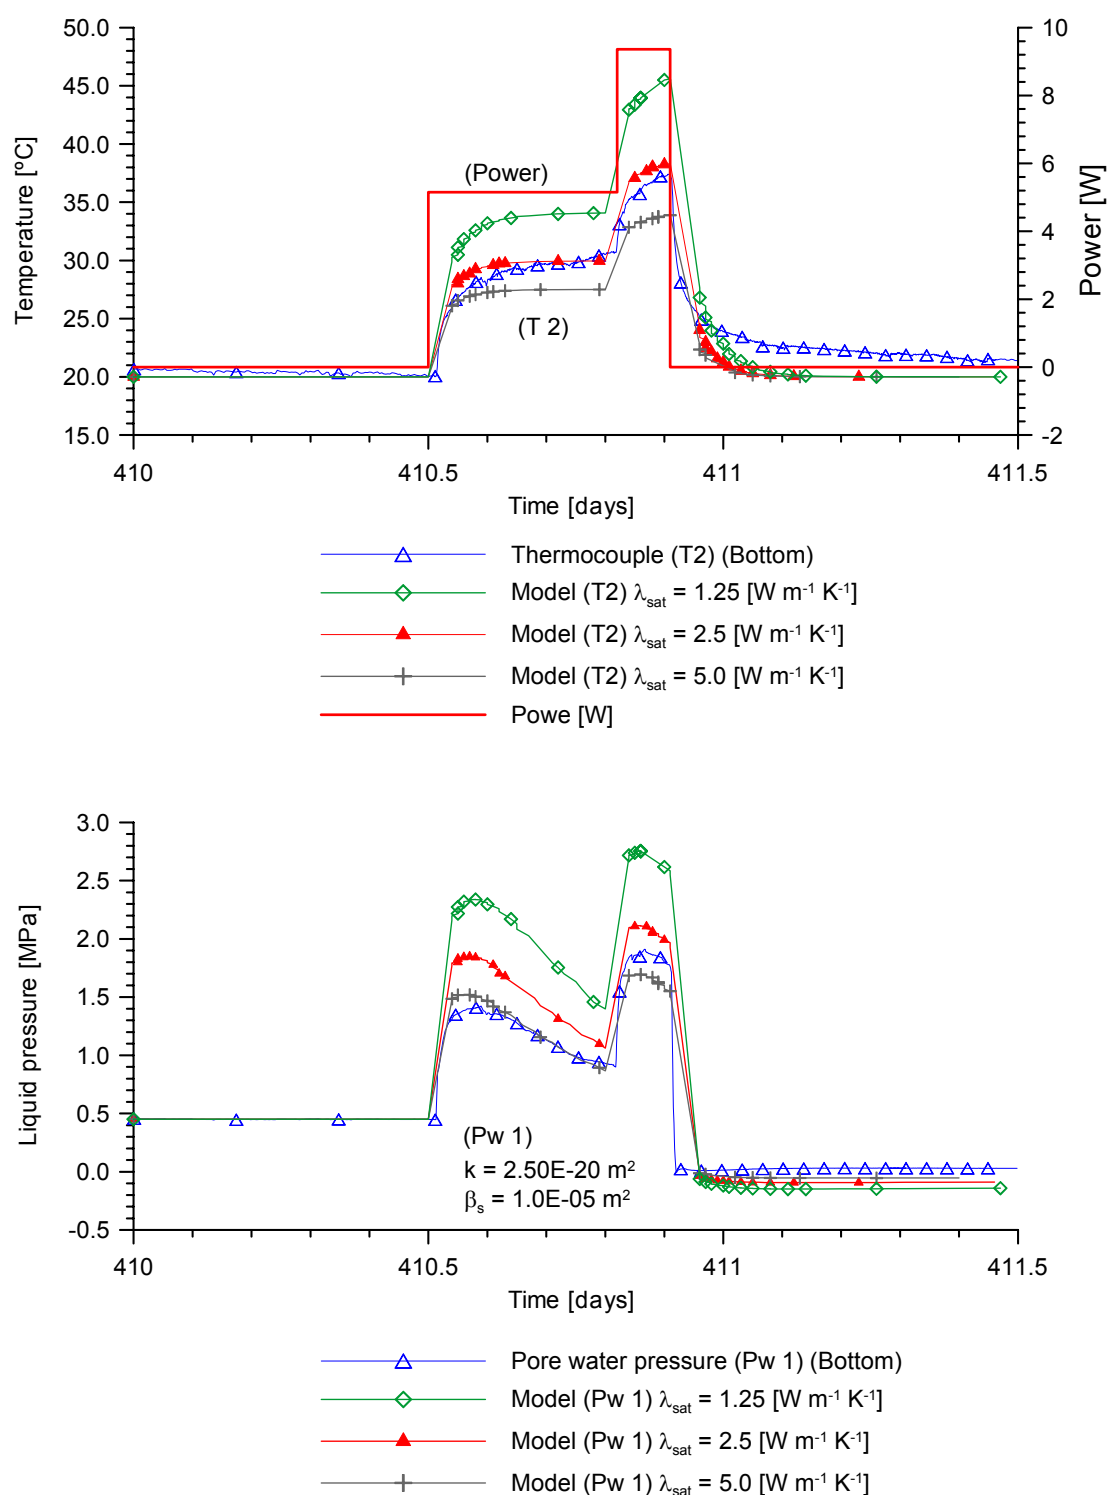 50.0
45.0
40.0
35.0
30.0
25.0
20.0
15.0
Temperature [°C]
10
8
6
4
2
0
-2
Power [W]
(Power)
(T 2)
410
410.5
411
411.5
Time [days]
Thermocouple (T2) (Bottom)
Model (T2) λsat = 1.25 [W m⁻¹ K⁻¹]
Model (T2) λsat = 2.5 [W m⁻¹ K⁻¹]
Model (T2) λsat = 5.0 [W m⁻¹ K⁻¹]
Powe [W]
3.0
2.5
2.0
1.5
1.0
0.5
0.0
-0.5
Liquid pressure [MPa]
(Pw 1)
k = 2.50E-20 m²
βs = 1.0E-05 m²
410
410.5
411
411.5
Time [days]
Pore water pressure (Pw 1) (Bottom)
Model (Pw 1) λsat = 1.25 [W m⁻¹ K⁻¹]
Model (Pw 1) λsat = 2.5 [W m⁻¹ K⁻¹]
Model (Pw 1) λsat = 5.0 [W m⁻¹ K⁻¹]